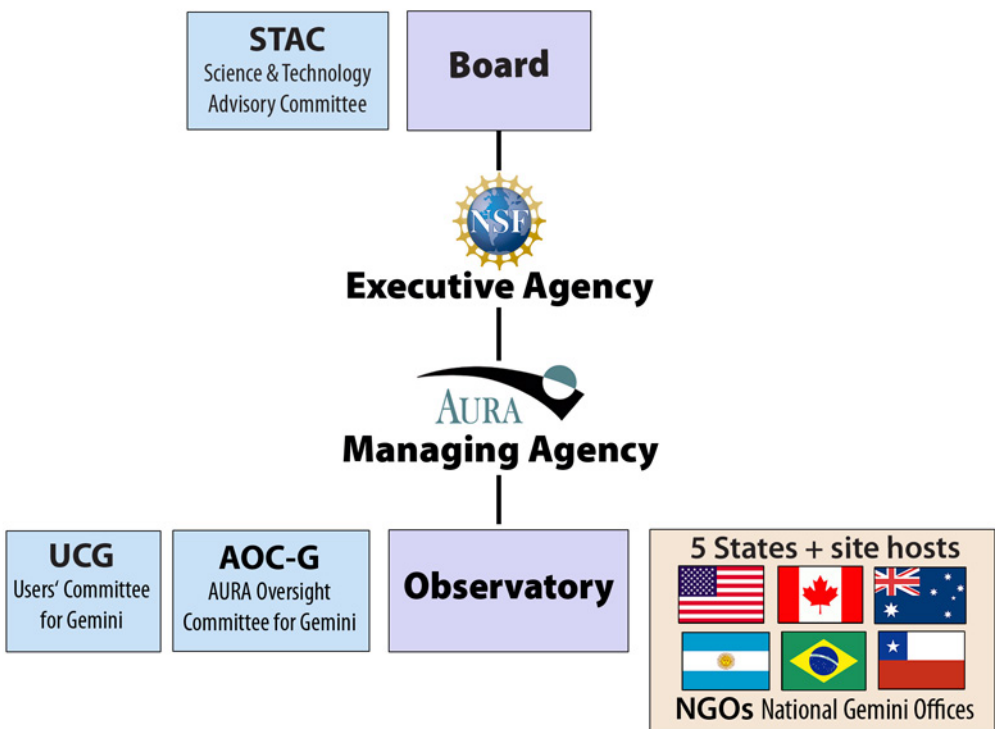 STAC
Science & Technology
Advisory Committee
Board
NSF
Executive Agency
AURA
Managing Agency
UCG
Users‘ Committee
for Gemini
AOC-G
AURA Oversight
Committee for Gemini
Observatory
5 States + site hosts
NGOs National Gemini Offices